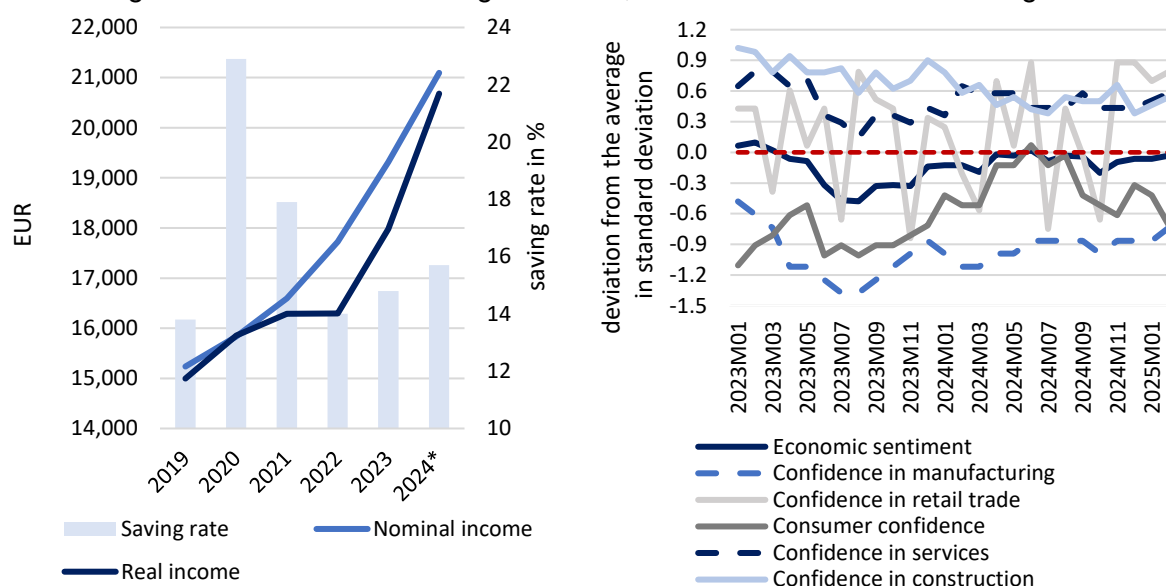 22,000
21,000
20,000
19,000
18,000
17,000
16,000
15,000
14,000
EUR
24
22
20
18
16
14
12
10
saving rate in %
2019
2020
2021
2022
2023
2024*
Saving rate
Nominal income
Real income
deviation from the average
in standard deviation
1.2
0.9
0.6
0.3
0.0
-0.3
-0.6
-0.9
-1.2
-1.5
2023M01
2023M03
2023M05
2023M07
2023M09
2023M11
2024M01
2024M03
2024M05
2024M07
2024M09
2024M11
2025M01
Economic sentiment
Confidence in manufacturing
Confidence in retail trade
Consumer confidence
Confidence in services
Confidence in construction